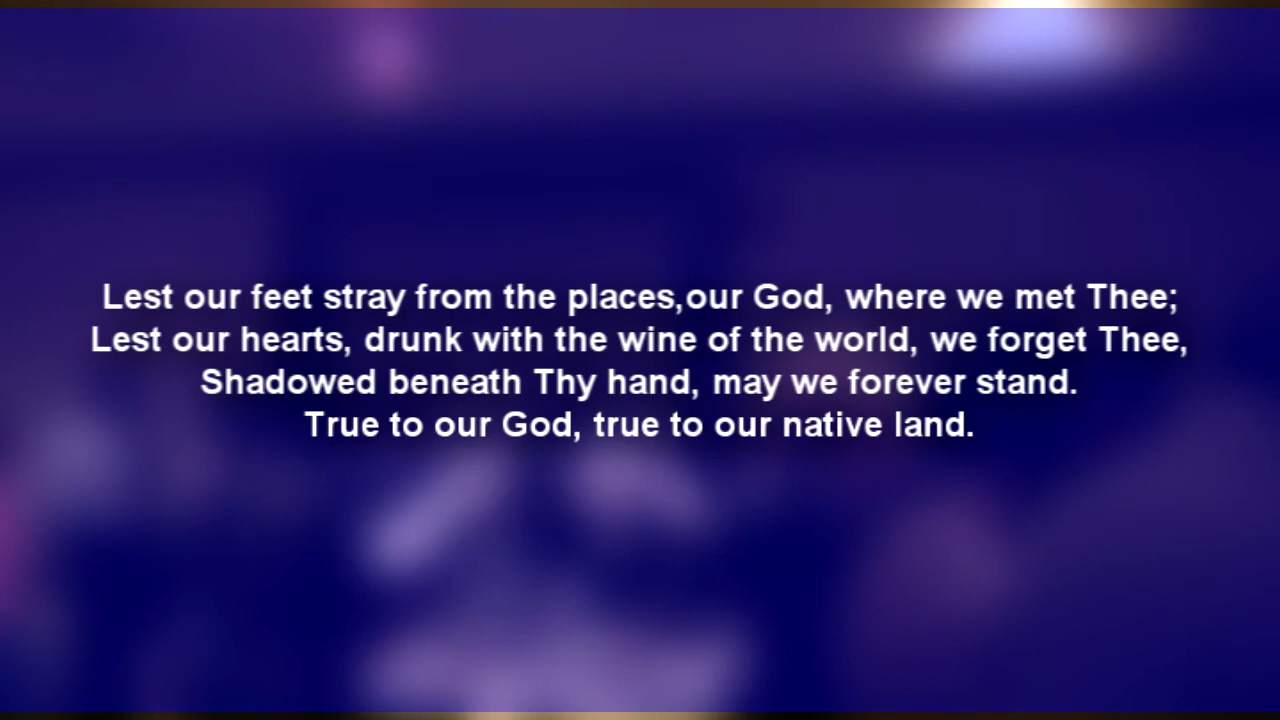 Lest our feet stray from the places,our God, where we met Thee;
Lest our hearts, drunk with the wine of the world, we forget Thee,
Shadowed beneath Thy hand, may we forever stand.
True to our God, true to our native land.